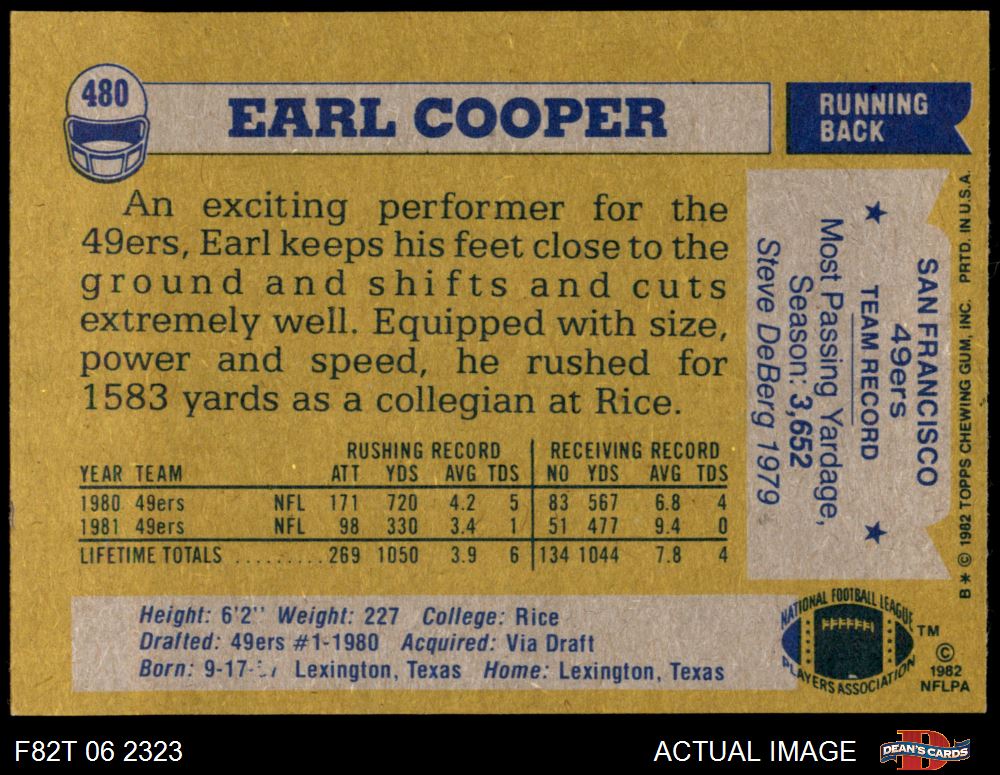 480
EARL COOPER
RUNNING
BACK
An exciting performer for the
49ers, Earl keeps his feet close to the
ground and shifts and cuts
extremely well. Equipped with size,
power and speed, he rushed for
1583 yards as a collegian at Rice.
RUSHING RECORD RECEIVING RECORD
YEAR TEAM ATT YDS AVG TDS NO YDS AVG TDS
1980 49ers NFL 171 720 4.2 5 83 567 6.8 4
1981 49ers NFL 98 330 3.4 1 51 477 9.4 0
LIFETIME TOTALS .......... 269 1050 3.9 6 134 1044 7.8 4
SAN FRANCISCO
49ers
★ TEAM RECORD ★
Most Passing Yardage,
Season: 3,652
Steve DeBerg 1979
B* © 1982 TOPPS CHEWING GUM, INC. PRTD. IN U.S.A.
Height: 6'2" Weight: 227 College: Rice
Drafted: 49ers #1-1980 Acquired: Via Draft
Born: 9-17- Lexington, Texas Home: Lexington, Texas
NATIONAL FOOTBALL LEAGUE
PLAYERS ASSOCIATION
TM
©
1982
NFLPA
F82T 06 2323
ACTUAL IMAGE
DEAN'S CARDS